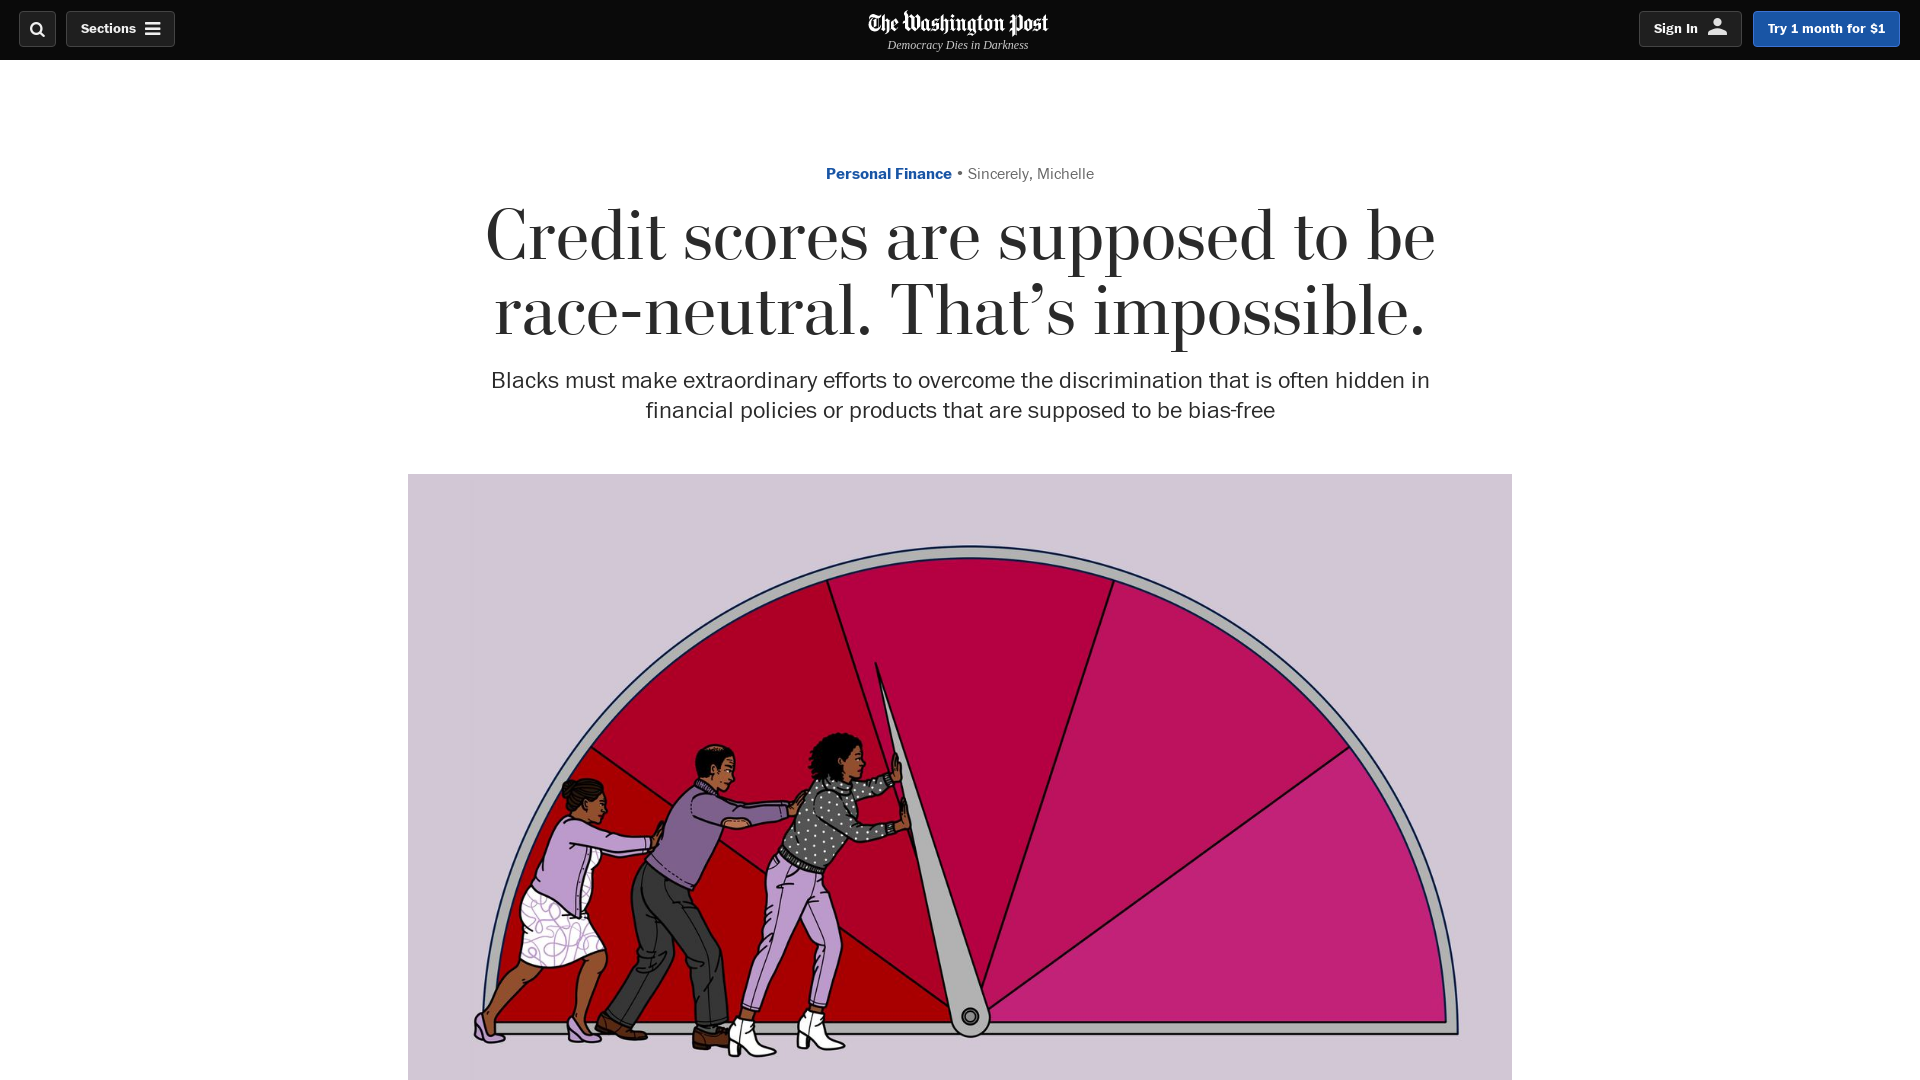 Sections
The Washington Post
Democracy Dies in Darkness
Sign In
Try 1 month for $1
Personal Finance • Sincerely, Michelle
Credit scores are supposed to be
race-neutral. That’s impossible.
Blacks must make extraordinary efforts to overcome the discrimination that is often hidden in
financial policies or products that are supposed to be bias-free